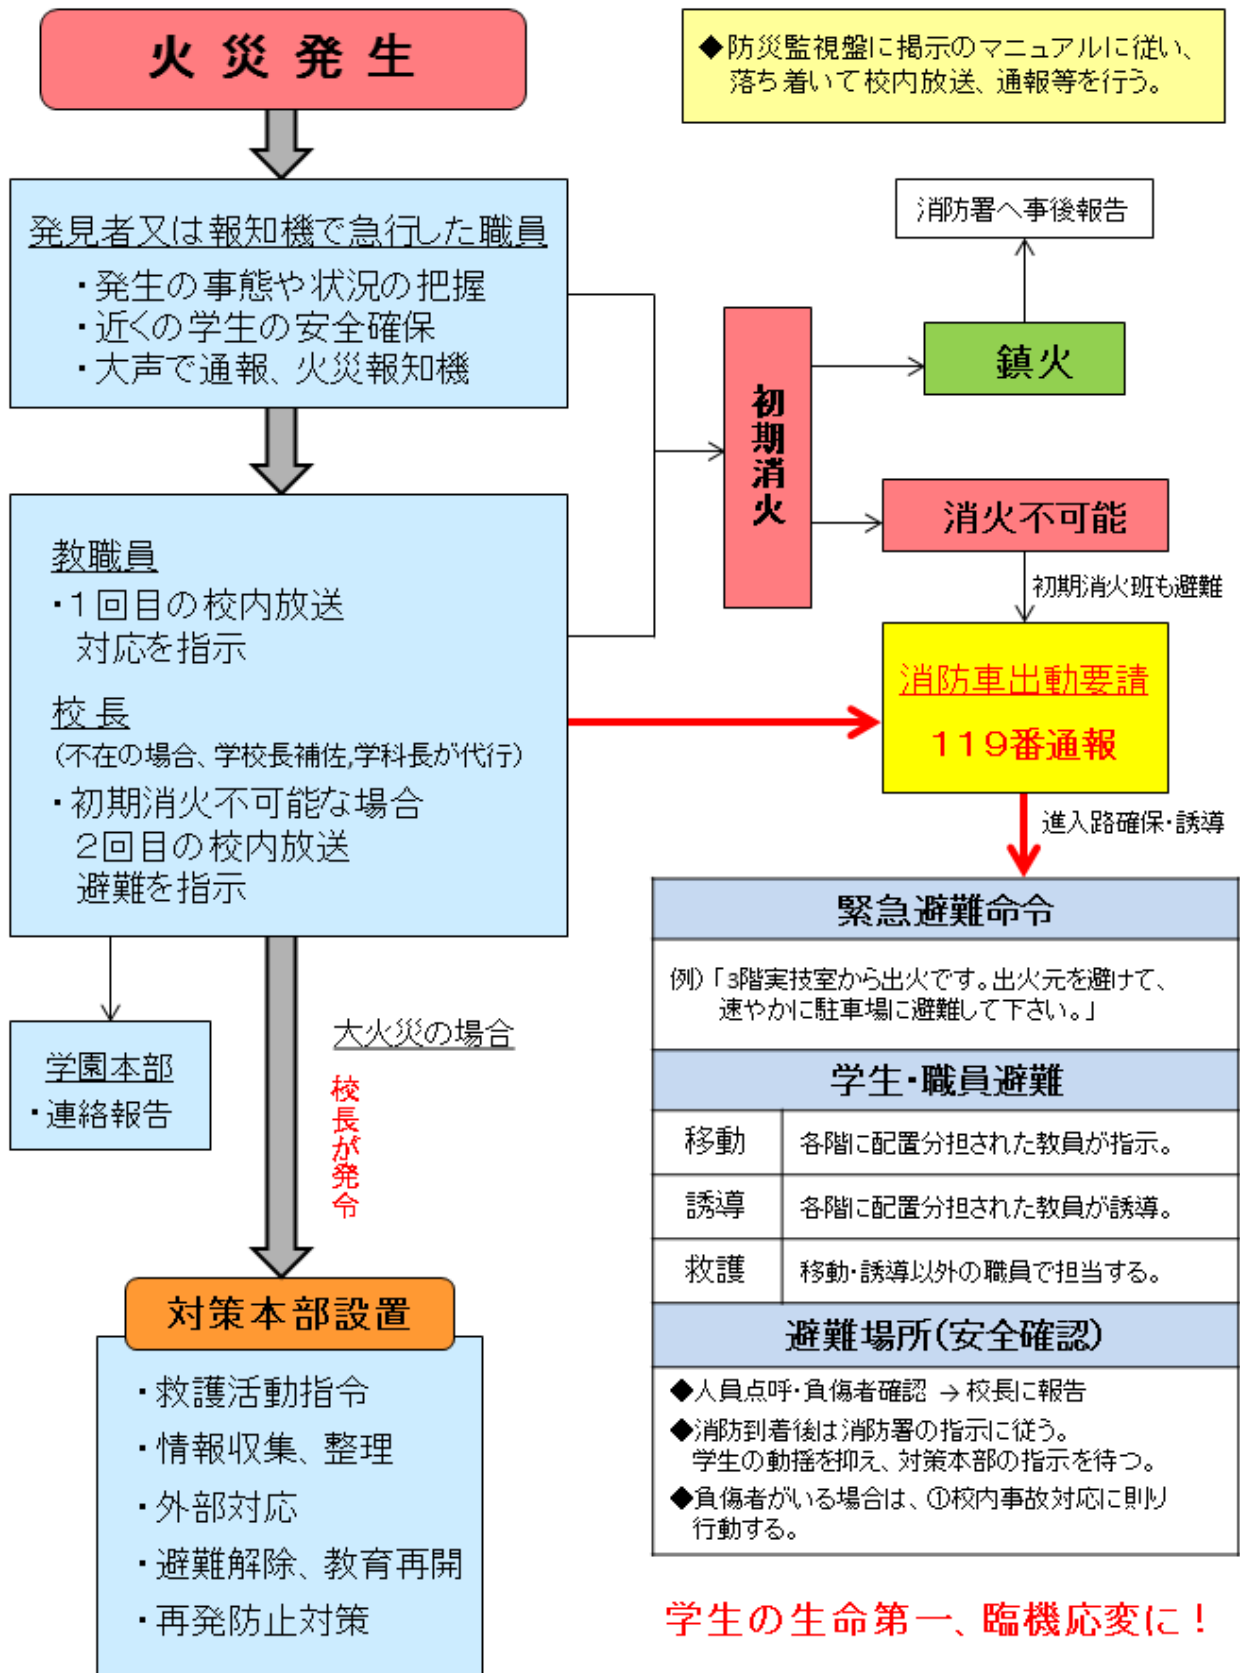 火災発生
◆防災監視盤に掲示のマニュアルに従い、
落ち着いて校内放送、通報等を行う。
発見者又は報知機で急行した職員
・発生の事態や状況の把握
・近くの学生の安全確保
・大声で通報、火災報知機
消防署へ事後報告
鎮火
初期消火
消火不可能
初期消火班も避難
教職員
・1回目の校内放送
対応を指示
校長
（不在の場合、学校長補佐,学科長が代行）
・初期消火不可能な場合
2回目の校内放送
避難を指示
消防車出動要請
119番通報
進入路確保・誘導
学園本部
・連絡報告
大火災の場合
校長が発令
対策本部設置
・救護活動指令
・情報収集、整理
・外部対応
・避難解除、教育再開
・再発防止対策
緊急避難命令
例）「3階実技室から出火です。出火元を避けて、
速やかに駐車場に避難して下さい。」
学生・職員避難
移動 各階に配置分担された教員が指示。
誘導 各階に配置分担された教員が誘導。
救護 移動・誘導以外の職員で担当する。
避難場所（安全確認）
◆人員点呼・負傷者確認 → 校長に報告
◆消防到着後は消防署の指示に従う。
学生の動揺を抑え、対策本部の指示を待つ。
◆負傷者がいる場合は、①校内事故対応に則り
行動する。
学生の生命第一、臨機応変に！